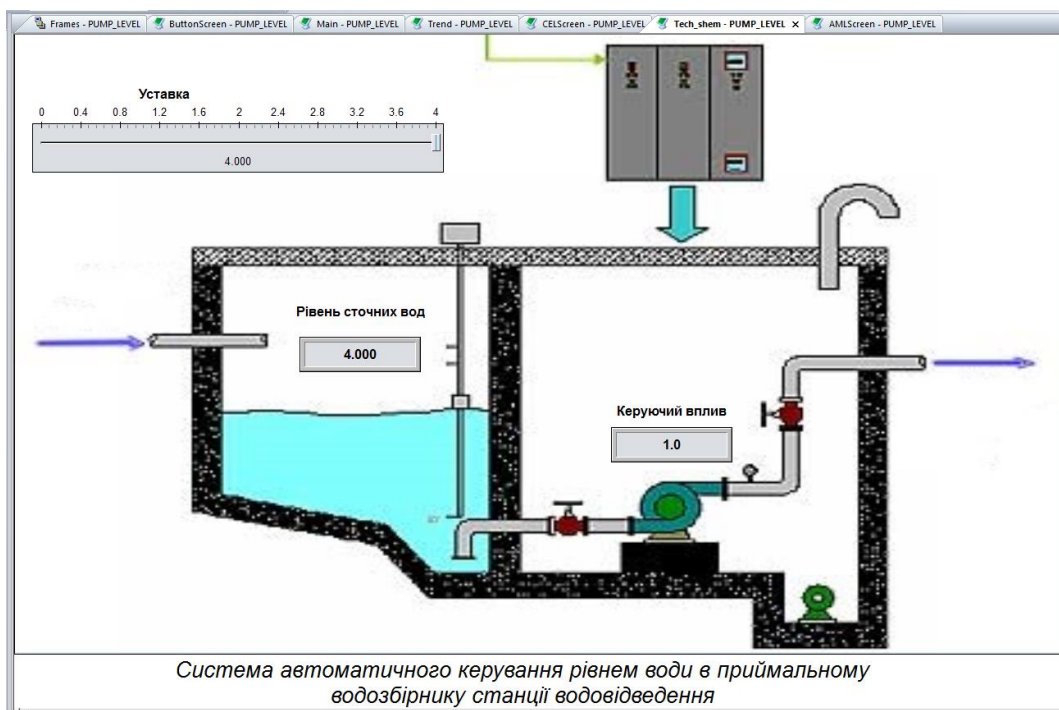 Frames - PUMP_LEVEL ButtonScreen - PUMP_LEVEL Main - PUMP_LEVEL Trend - PUMP_LEVEL CELScreen - PUMP_LEVEL Tech_shem - PUMP_LEVEL AMLScreen - PUMP_LEVEL
Уставка
0 0.4 0.8 1.2 1.6 2 2.4 2.8 3.2 3.6 4
4.000
Рівень сточних вод
4.000
Керуючий вплив
1.0
Система автоматичного керування рівнем води в приймальному
водозбірнику станції водовідведення